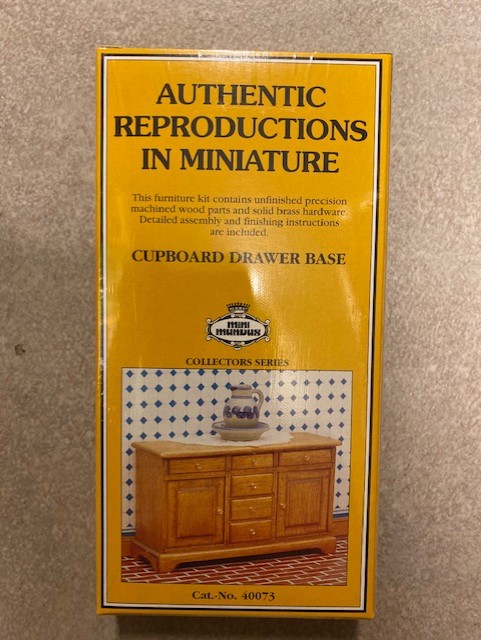 AUTHENTIC
REPRODUCTIONS
IN MINIATURE
This furniture kit contains unfinished precision
machined wood parts and solid brass hardware.
Detailed assembly and finishing instructions
are included.
CUPBOARD DRAWER BASE
MINI
MUNDUS
COLLECTORS SERIES
Cat.-No. 40073